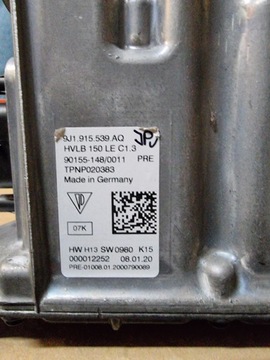 9J1.915.539.AQ
HVLB 150 LE C1.3
90155-148/0011 PRE
TPNP020383
Made in Germany
07K
HW H13 SW 0980 K15
000012252 08.01.20
PRE-01008.01.2000790089